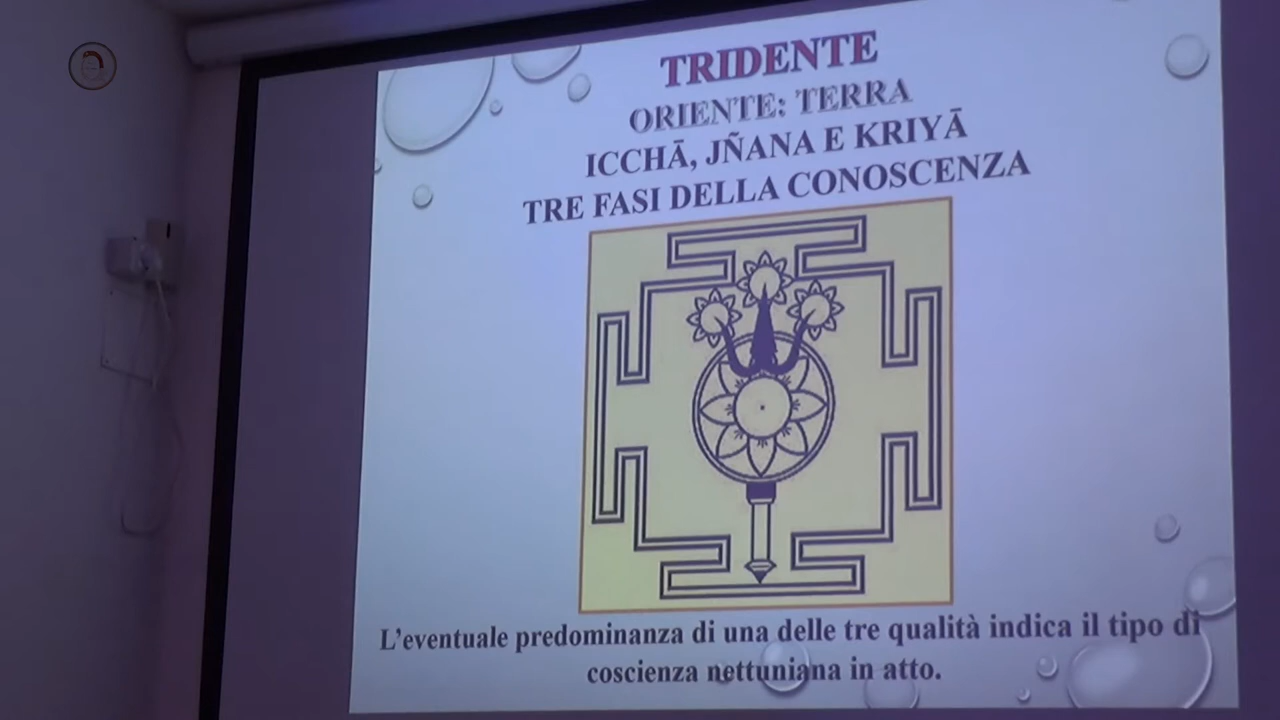 TRIDENTE
ORIENTE: TERRA
ICCHĀ, JÑANA E KRIYĀ
TRE FASI DELLA CONOSCENZA
L'eventuale predominanza di una delle tre qualità indica il tipo di
coscienza nettuniana in atto.